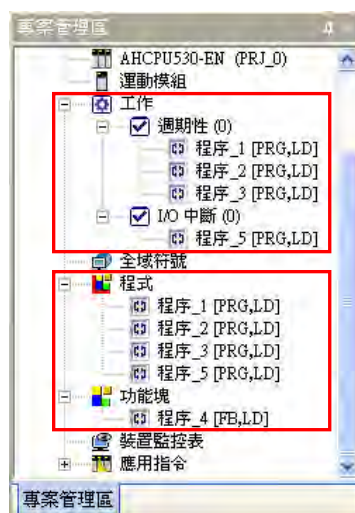 專案管理區
AHCPU530-EN (PRJ_0)
運動模組
工作
週期性 (0)
程序_1 [PRG,LD]
程序_2 [PRG,LD]
程序_3 [PRG,LD]
I/O 中斷 (0)
程序_5 [PRG,LD]
全域符號
程式
程序_1 [PRG,LD]
程序_2 [PRG,LD]
程序_3 [PRG,LD]
程序_5 [PRG,LD]
功能塊
程序_4 [FB,LD]
裝置監控表
應用指令
專案管理區